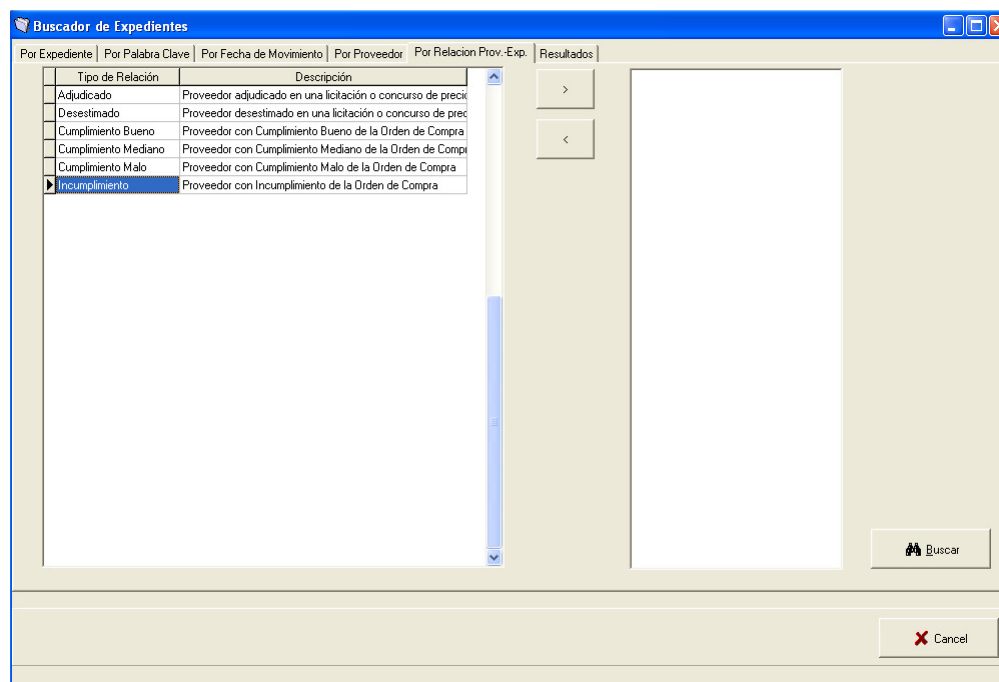 Buscador de Expedientes
Por Expediente Por Palabra Clave Por Fecha de Movimiento Por Proveedor Por Relacion Prov.-Exp. Resultados
Tipo de Relación Descripción
Adjudicado Proveedor adjudicado en una licitación o concurso de precio
Desestimado Proveedor desestimado en una licitación o concurso de prec
Cumplimiento Bueno Proveedor con Cumplimiento Bueno de la Orden de Compra
Cumplimiento Mediano Proveedor con Cumplimiento Mediano de la Orden de Compr
Cumplimiento Malo Proveedor con Cumplimiento Malo de la Orden de Compra
Incumplimiento Proveedor con Incumplimiento de la Orden de Compra
>
<
Buscar
Cancel